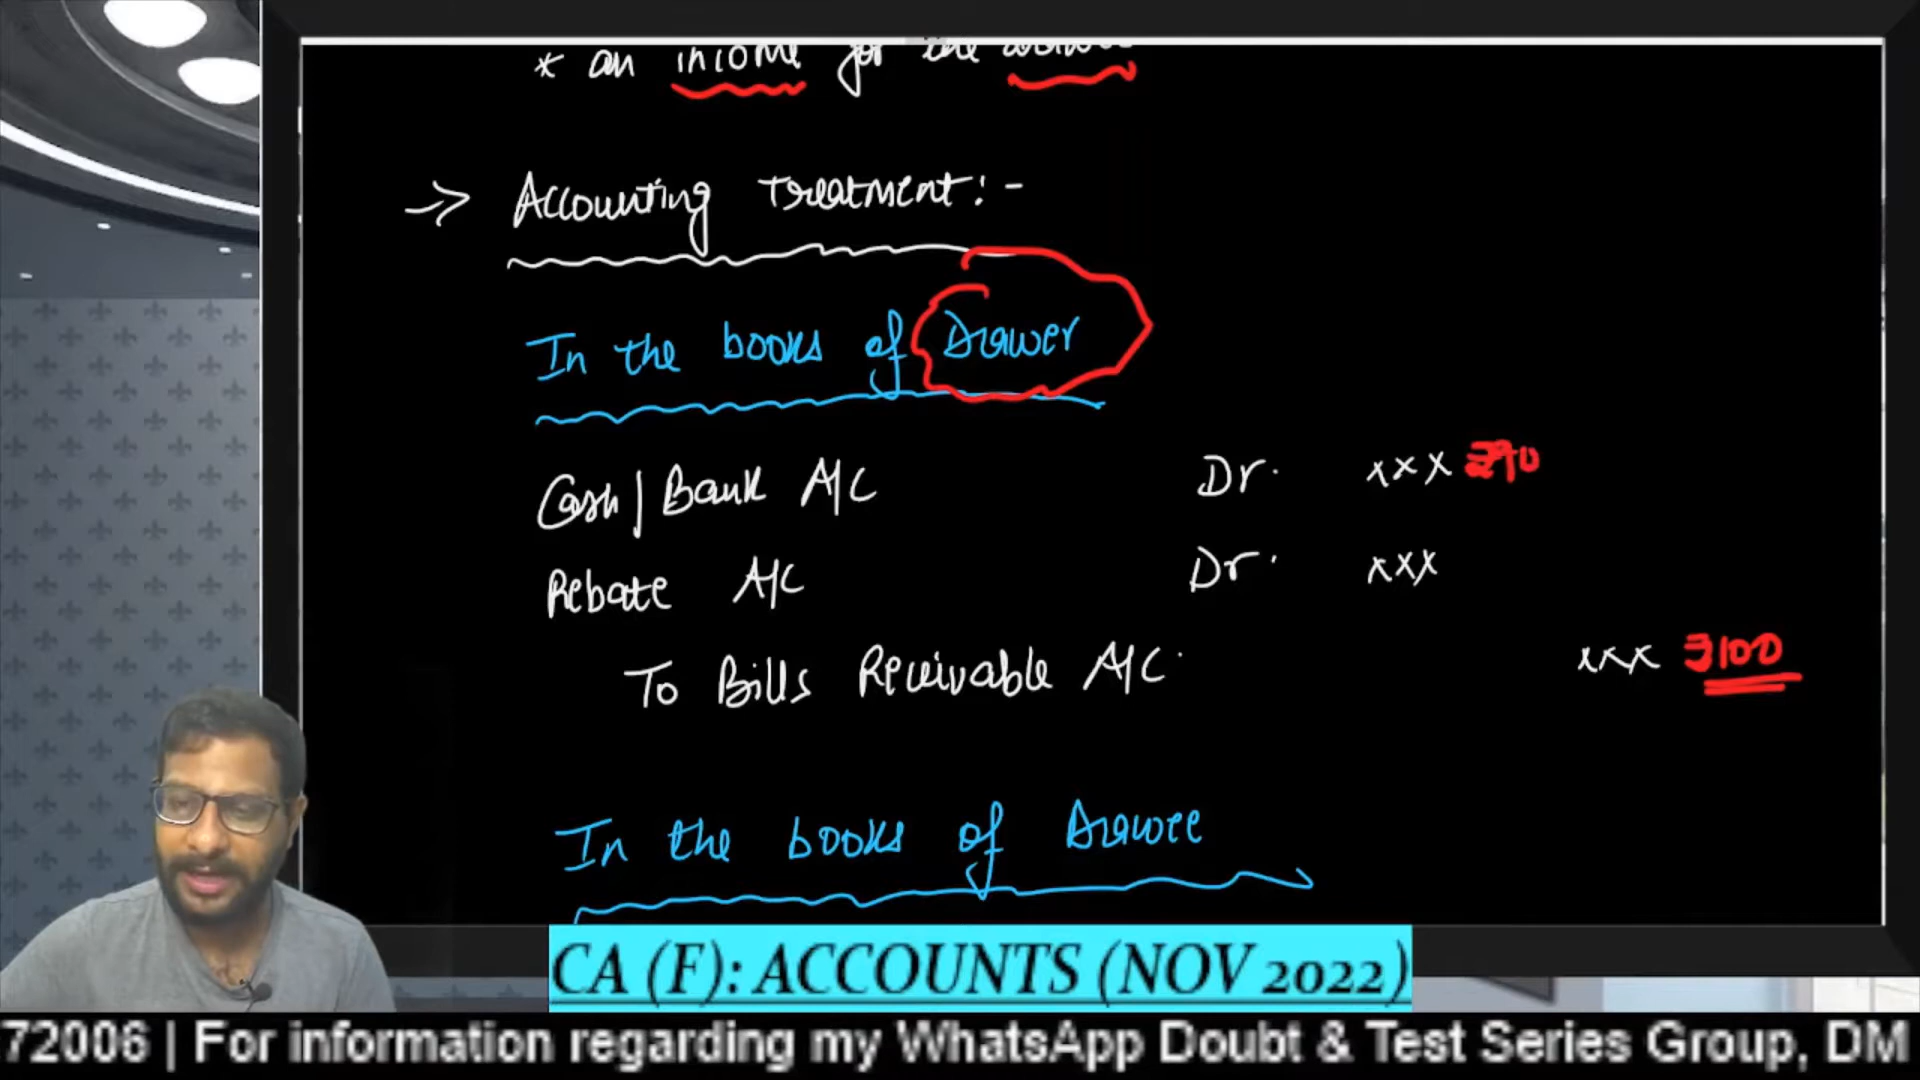 * an income for the
→ Accounting Treatment:-
In the books of Drawer
Cash/Bank A/C Dr. xxx ₹90
Rebate A/C Dr. xxx
To Bills Receivable A/C. xxx ₹100
In the books of Drawee
CA (F): ACCOUNTS (NOV 2022)
72006 | For information regarding my WhatsApp Doubt & Test Series Group, DM